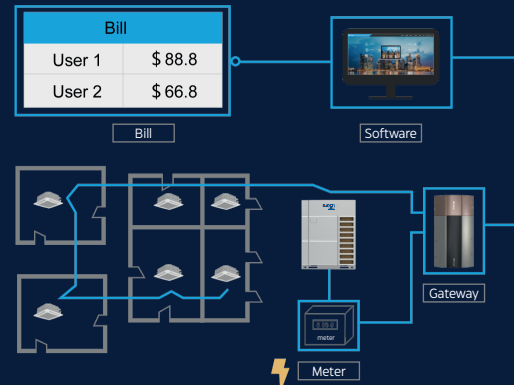 Bill
User 1 $ 88.8
User 2 $ 66.8
Bill
Software
Gateway
meter
Meter